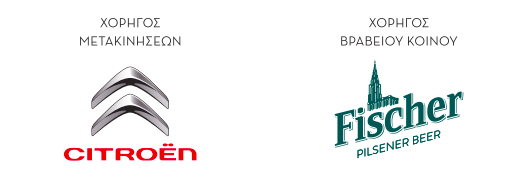 ΧΟΡΗΓΟΣ
ΜΕΤΑΚΙΝΗΣΕΩΝ
CITROËN
ΧΟΡΗΓΟΣ
ΒΡΑΒΕΙΟΥ ΚΟΙΝΟΥ
Fischer
PILSENER BEER